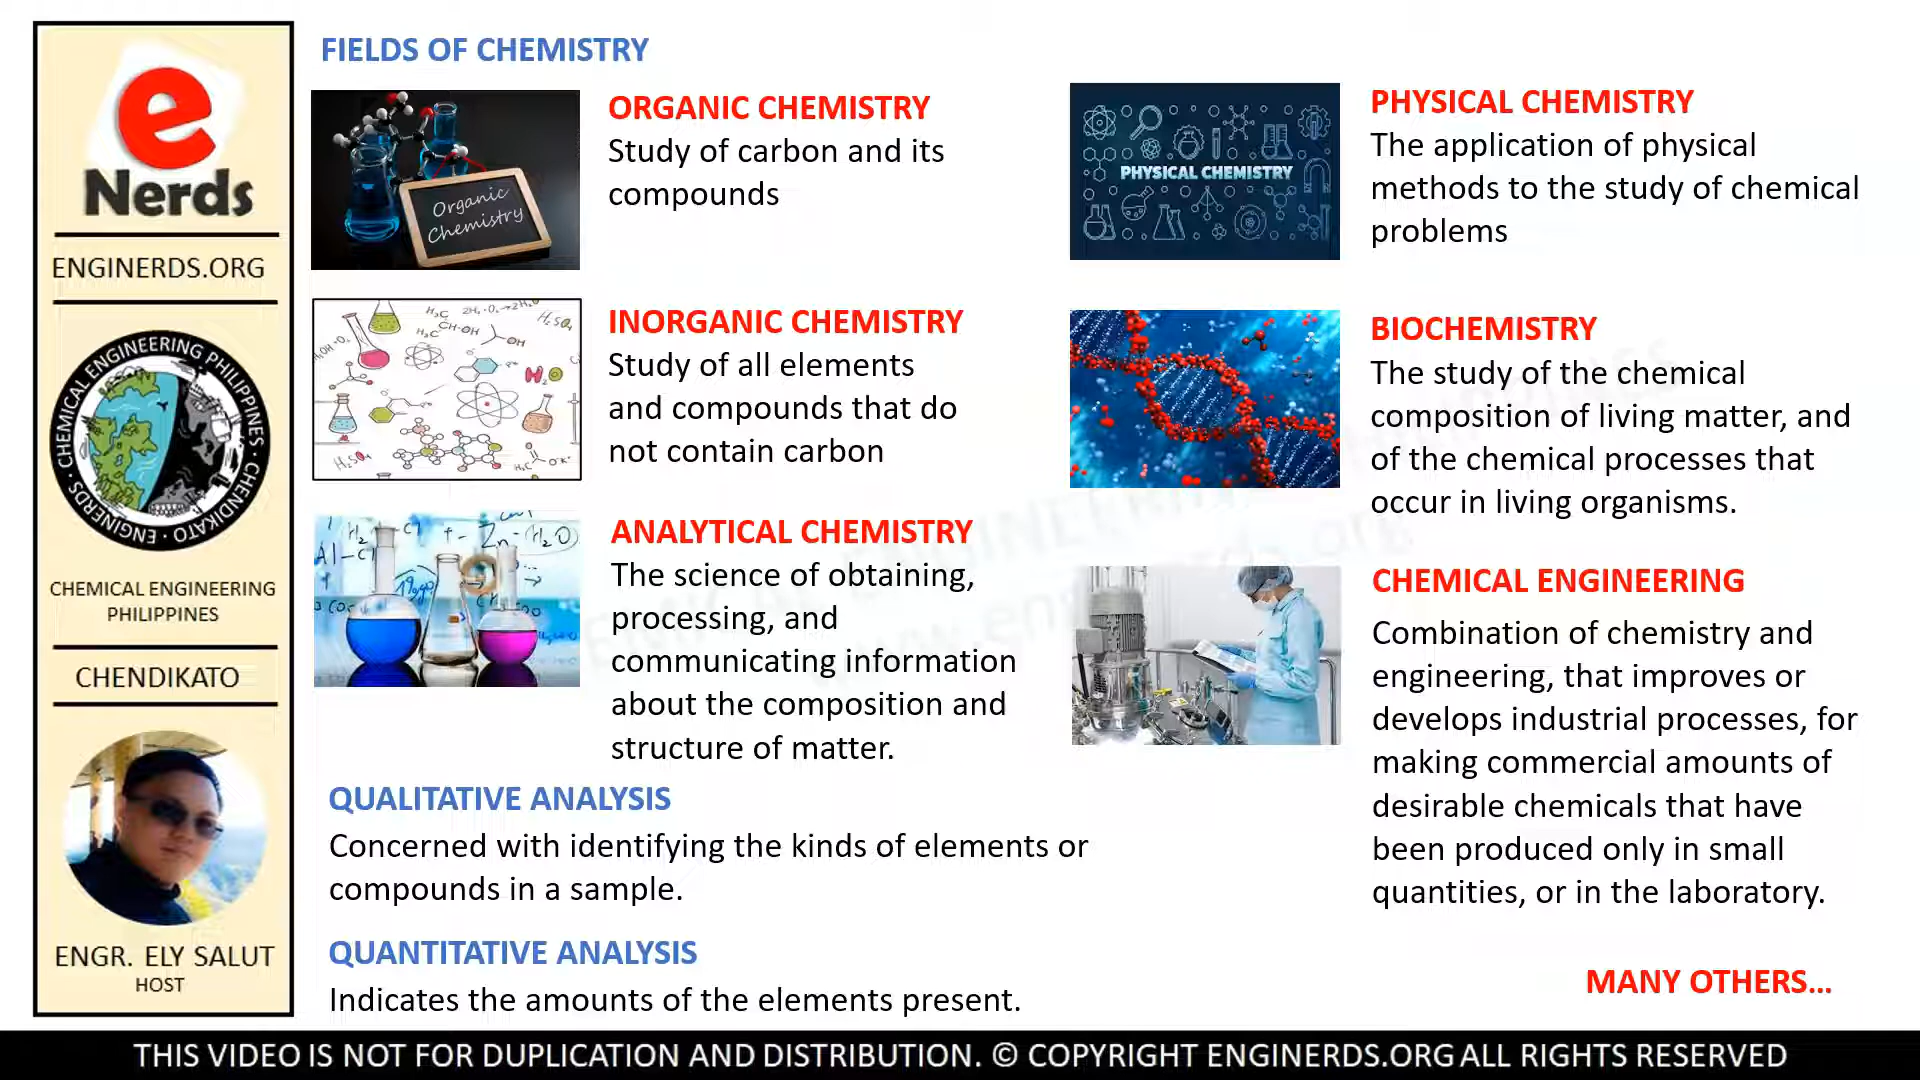 e
Nerds
ENGINERDS.ORG
CHEMICAL ENGINEERING PHILIPPINES
CHENDIKATO · ENGINERDS
CHEMICAL ENGINEERING
PHILIPPINES
CHENDIKATO
ENGR. ELY SALUT
HOST
FIELDS OF CHEMISTRY
Organic
Chemistry
ORGANIC CHEMISTRY
Study of carbon and its
compounds
INORGANIC CHEMISTRY
Study of all elements
and compounds that do
not contain carbon
ANALYTICAL CHEMISTRY
The science of obtaining,
processing, and
communicating information
about the composition and
structure of matter.
QUALITATIVE ANALYSIS
Concerned with identifying the kinds of elements or
compounds in a sample.
QUANTITATIVE ANALYSIS
Indicates the amounts of the elements present.
PHYSICAL CHEMISTRY
PHYSICAL CHEMISTRY
The application of physical
methods to the study of chemical
problems
BIOCHEMISTRY
The study of the chemical
composition of living matter, and
of the chemical processes that
occur in living organisms.
CHEMICAL ENGINEERING
Combination of chemistry and
engineering, that improves or
develops industrial processes, for
making commercial amounts of
desirable chemicals that have
been produced only in small
quantities, or in the laboratory.
MANY OTHERS...
THIS VIDEO IS NOT FOR DUPLICATION AND DISTRIBUTION. © COPYRIGHT ENGINERDS.ORG ALL RIGHTS RESERVED